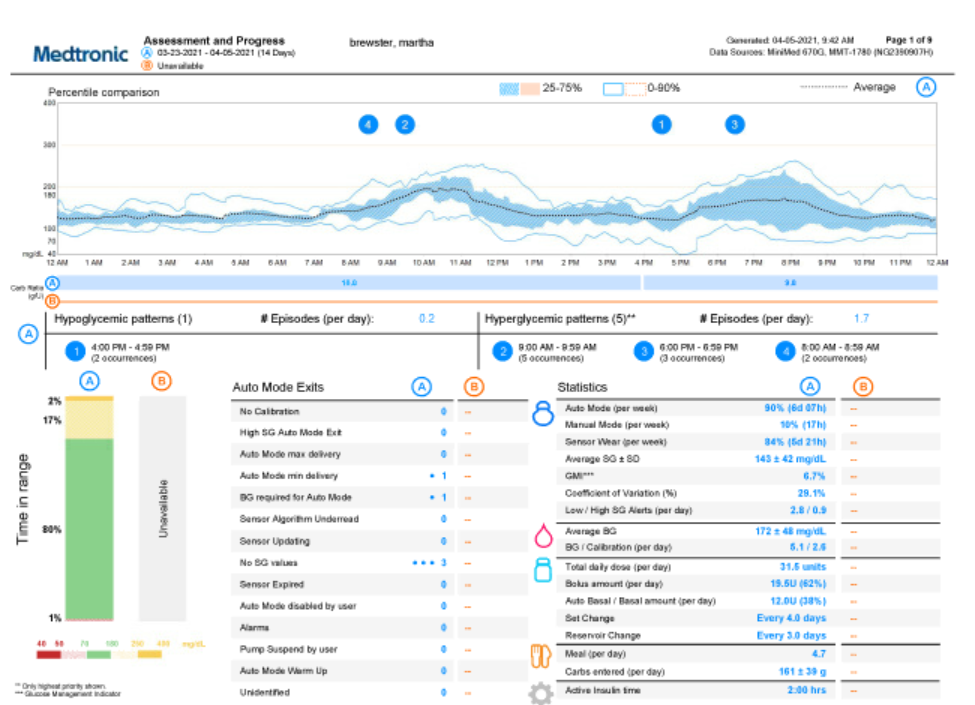 Medtronic
Assessment and Progress
A 03-23-2021 - 04-05-2021 (14 Days)
B Unavailable
brewster, martha
Generated: 04-05-2021, 9:42 AM Page 1 of 9
Data Sources: MiniMed 670G, MMT-1780 (NG2390907H)
Percentile comparison
25-75% 0-90% Average A
400
4 2 1 3
300
200
180
100
70
mg/dL 40
12 AM 1 AM 2 AM 3 AM 4 AM 5 AM 6 AM 7 AM 8 AM 9 AM 10 AM 11 AM 12 PM 1 PM 2 PM 3 PM 4 PM 5 PM 6 PM 7 PM 8 PM 9 PM 10 PM 11 PM 12 AM
Carb Ratio (g/U) A 9.8
B
A
Hypoglycemic patterns (1) # Episodes (per day): 0.2
1 4:00 PM - 4:59 PM
(2 occurrences)
Hyperglycemic patterns (5)** # Episodes (per day): 1.7
2 9:00 AM - 9:59 AM
(5 occurrences)
3 6:00 PM - 6:59 PM
(3 occurrences)
4 8:00 AM - 8:59 AM
(2 occurrences)
A B
Time in range
2%
17%
80%
1%
Unavailable
40 50 70 180 250 400 mg/dL
** Only highest priority shown.
*** Glucose Management Indicator
Auto Mode Exits A B
No Calibration 0 --
High SG Auto Mode Exit 0 --
Auto Mode max delivery 0 --
Auto Mode min delivery • 1 --
BG required for Auto Mode • 1 --
Sensor Algorithm Underread 0 --
Sensor Updating 0 --
No SG values • • • 3 --
Sensor Expired 0 --
Auto Mode disabled by user 0 --
Alarms 0 --
Pump Suspend by user 0 --
Auto Mode Warm Up 0 --
Unidentified 0 --
Statistics A B
Auto Mode (per week) 90% (6d 07h) --
Manual Mode (per week) 10% (17h) --
Sensor Wear (per week) 84% (5d 21h) --
Average SG ± SD 143 ± 42 mg/dL --
GMI*** 6.7% --
Coefficient of Variation (%) 29.1% --
Low / High SG Alerts (per day) 2.8 / 0.9 --
Average BG 172 ± 48 mg/dL --
BG / Calibration (per day) 5.1 / 2.6 --
Total daily dose (per day) 31.5 units --
Bolus amount (per day) 19.5U (62%) --
Auto Basal / Basal amount (per day) 12.0U (38%) --
Set Change Every 4.0 days --
Reservoir Change Every 3.0 days --
Meal (per day) 4.7 --
Carbs entered (per day) 161 ± 39 g --
Active Insulin time 2:00 hrs --